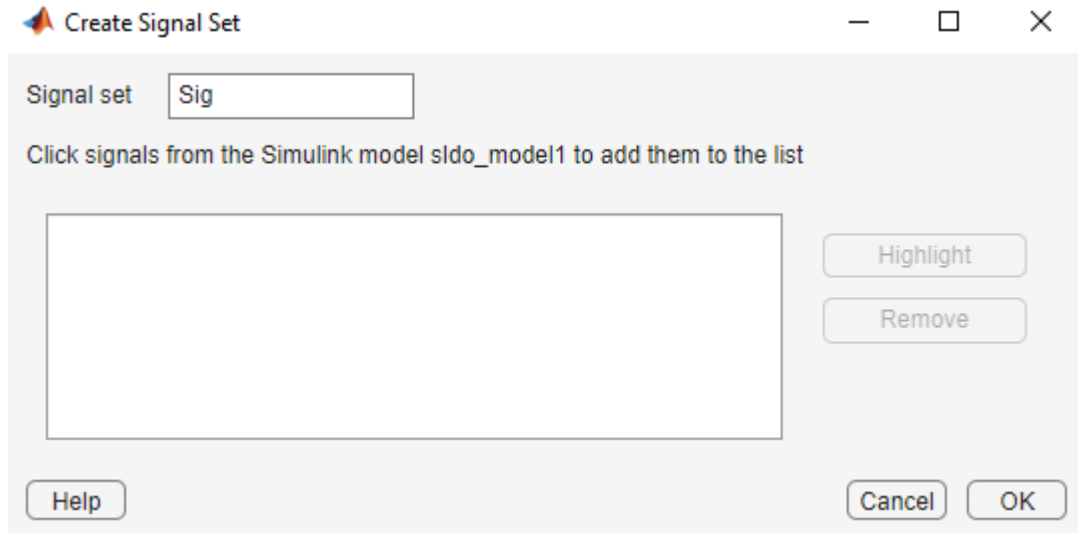 Create Signal Set
Signal set Sig
Click signals from the Simulink model sldo_model1 to add them to the list
Highlight
Remove
Help Cancel OK